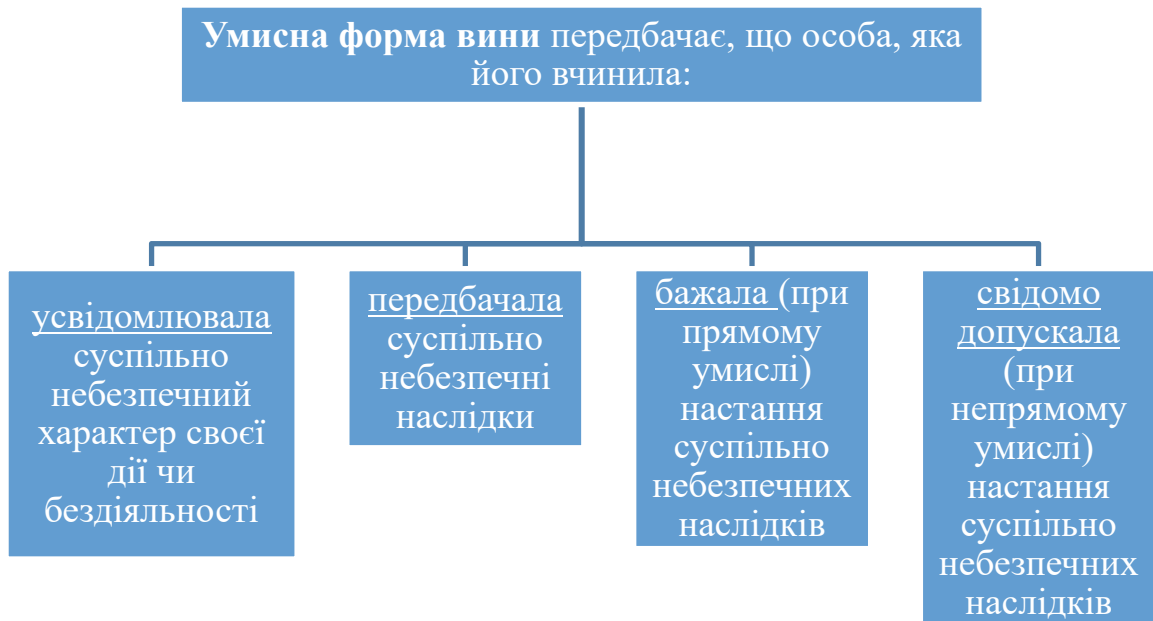 Умисна форма вини передбачає, що особа, яка
його вчинила:
усвідомлювала
суспільно
небезпечний
характер своєї
дії чи
бездіяльності
передбачала
суспільно
небезпечні
наслідки
бажала (при
прямому
умислі)
настання
суспільно
небезпечних
наслідків
свідомо
допускала
(при
непрямому
умислі)
настання
суспільно
небезпечних
наслідків